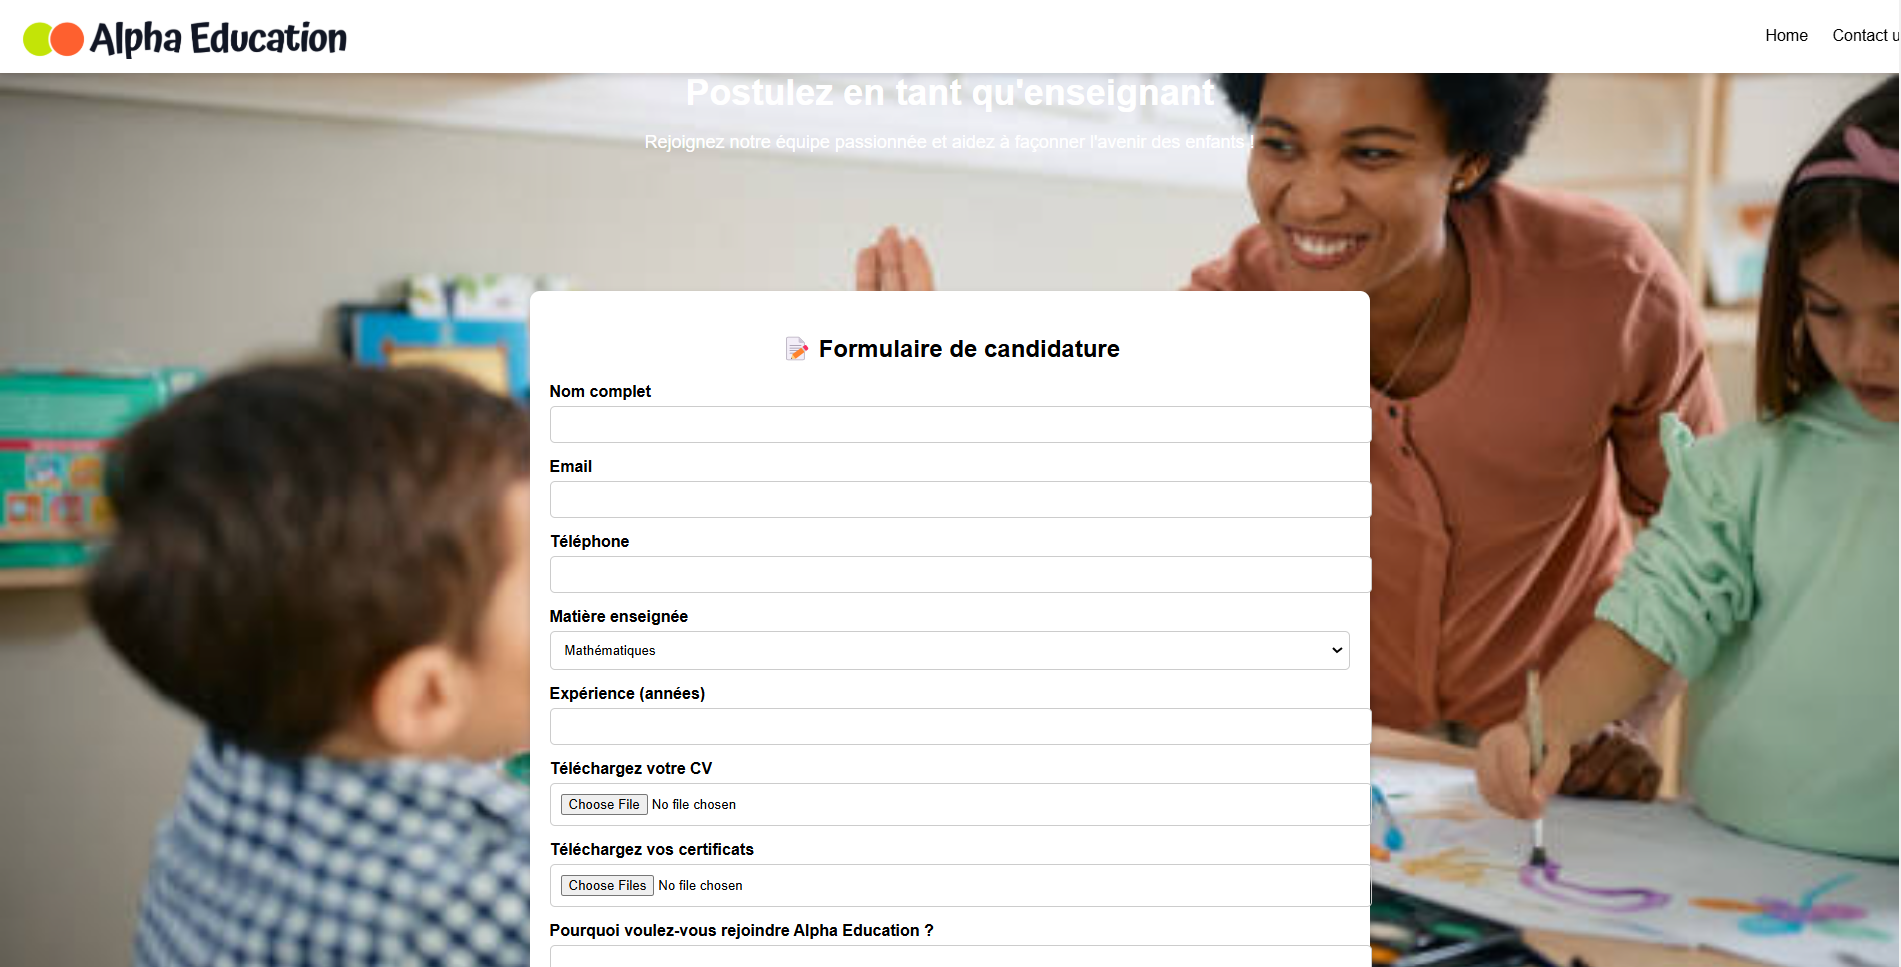 Alpha Education
Home
Contact u
Postulez en tant qu'enseignant
Rejoignez notre équipe passionnée et aidez à façonner l'avenir des enfants !
Formulaire de candidature
Nom complet
Email
Téléphone
Matière enseignée
Mathématiques
Expérience (années)
Téléchargez votre CV
Choose File No file chosen
Téléchargez vos certificats
Choose Files No file chosen
Pourquoi voulez-vous rejoindre Alpha Education ?